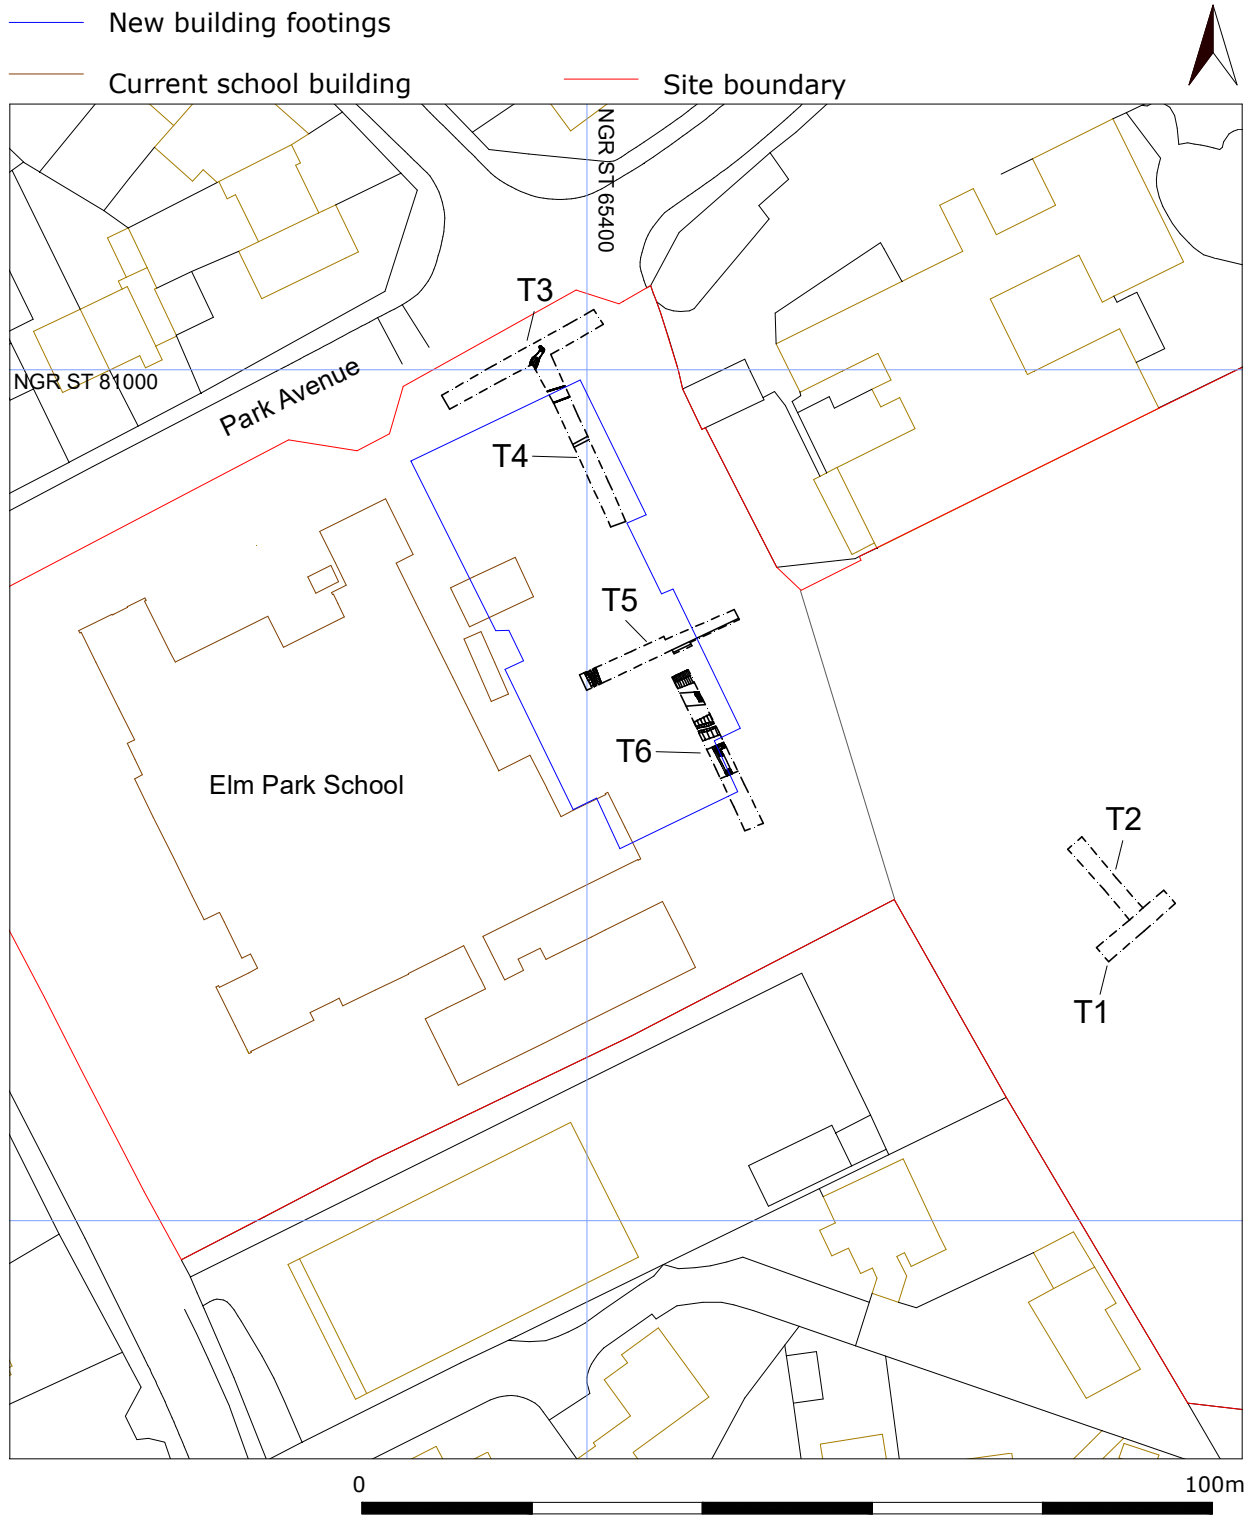 New building footings
Current school building
Site boundary
NGR ST 65400
T3
NGR ST 81000
Park Avenue
T4
T5
T6
Elm Park School
T2
T1
0
100m